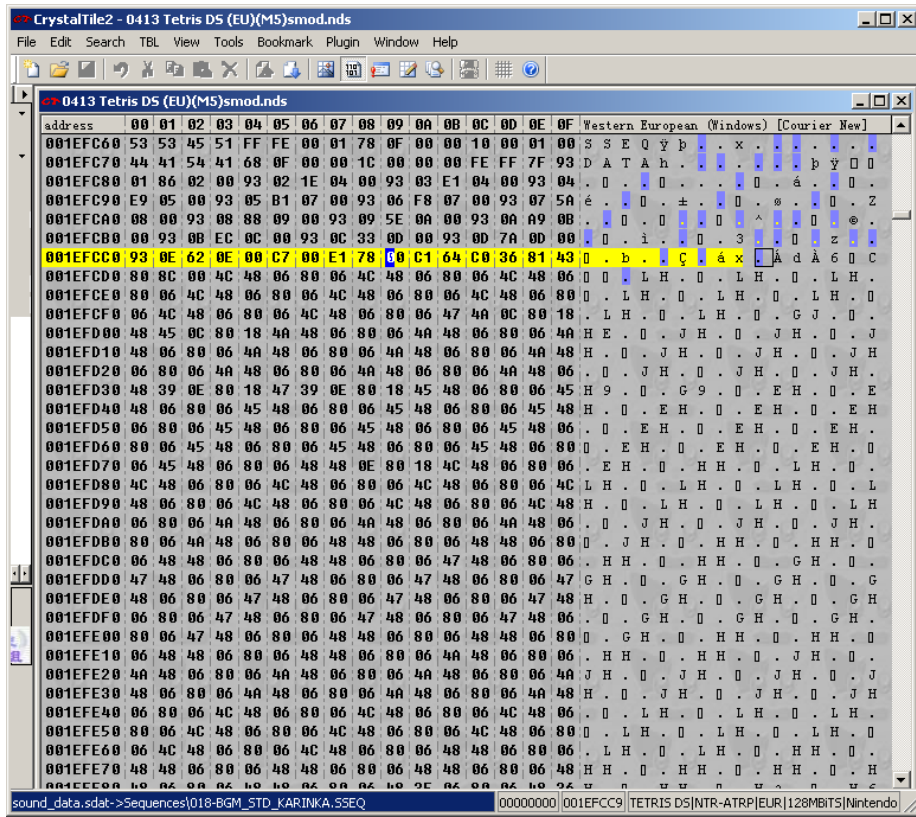 CrystalTile2 - 0413 Tetris DS (EU)(M5)smod.nds
File Edit Search TBL View Tools Bookmark Plugin Window Help
0413 Tetris DS (EU)(M5)smod.nds
address 00 01 02 03 04 05 06 07 08 09 0A 0B 0C 0D 0E 0F Western European (Windows) [Courier New]
001EFC60 53 53 45 51 FF FE 00 01 78 0F 00 00 10 00 01 00 S S E Q ÿ þ . . x . . . . . . .
001EFC70 44 41 54 41 68 0F 00 00 1C 00 00 00 FE FF 7F 93 D A T A h . . . . . . . þ ÿ □ □
001EFC80 01 86 02 00 93 02 1E 04 00 93 03 E1 04 00 93 04 . □ . . □ . . . . □ . á . . □ .
001EFC90 E9 05 00 93 05 B1 07 00 93 06 F8 07 00 93 07 5A é . . □ . ± . . □ . ø . . □ . Z
001EFCA0 08 00 93 08 88 09 00 93 09 5E 0A 00 93 0A A9 0B . . □ . □ . . □ . ^ . . □ . © .
001EFCB0 00 93 0B EC 0C 00 93 0C 33 0D 00 93 0D 7A 0D 00 . □ . ì . . □ . 3 . . □ . z . .
001EFCC0 93 0E 62 0E 00 C7 00 E1 78 00 C1 64 C0 36 81 43 □ . b . . Ç . á x . Á d À 6 □ C
001EFCD0 80 8C 00 4C 48 06 80 06 4C 48 06 80 06 4C 48 06 □ □ . L H . □ . L H . □ . L H .
001EFCE0 80 06 4C 48 06 80 06 4C 48 06 80 06 4C 48 06 80 □ . L H . □ . L H . □ . L H . □
001EFCF0 06 4C 48 06 80 06 4C 48 06 80 06 47 4A 0C 80 18 . L H . □ . L H . □ . G J . □ .
001EFD00 48 45 0C 80 18 4A 48 06 80 06 4A 48 06 80 06 4A H E . □ . J H . □ . J H . □ . J
001EFD10 48 06 80 06 4A 48 06 80 06 4A 48 06 80 06 4A 48 H . □ . J H . □ . J H . □ . J H
001EFD20 06 80 06 4A 48 06 80 06 4A 48 06 80 06 4A 48 06 . □ . J H . □ . J H . □ . J H .
001EFD30 48 39 0E 80 18 47 39 0E 80 18 45 48 06 80 06 45 H 9 . □ . G 9 . □ . E H . □ . E
001EFD40 48 06 80 06 45 48 06 80 06 45 48 06 80 06 45 48 H . □ . E H . □ . E H . □ . E H
001EFD50 06 80 06 45 48 06 80 06 45 48 06 80 06 45 48 06 . □ . E H . □ . E H . □ . E H .
001EFD60 80 06 45 48 06 80 06 45 48 06 80 06 45 48 06 80 □ . E H . □ . E H . □ . E H . □
001EFD70 06 45 48 06 80 06 48 48 0E 80 18 4C 48 06 80 06 . E H . □ . H H . □ . L H . □ .
001EFD80 4C 48 06 80 06 4C 48 06 80 06 4C 48 06 80 06 4C L H . □ . L H . □ . L H . □ . L
001EFD90 48 06 80 06 4C 48 06 80 06 4C 48 06 80 06 4C 48 H . □ . L H . □ . L H . □ . L H
001EFDA0 06 80 06 4A 48 06 80 06 4A 48 06 80 06 4A 48 06 . □ . J H . □ . J H . □ . J H .
001EFDB0 80 06 4A 48 06 80 06 48 48 06 80 06 48 48 06 80 □ . J H . □ . H H . □ . H H . □
001EFDC0 06 48 48 06 80 06 48 48 06 80 06 47 48 06 80 06 . H H . □ . H H . □ . G H . □ .
001EFDD0 47 48 06 80 06 47 48 06 80 06 47 48 06 80 06 47 G H . □ . G H . □ . G H . □ . G
001EFDE0 48 06 80 06 47 48 06 80 06 47 48 06 80 06 47 48 H . □ . G H . □ . G H . □ . G H
001EFDF0 06 80 06 47 48 06 80 06 47 48 06 80 06 47 48 06 . □ . G H . □ . G H . □ . G H .
001EFE00 80 06 47 48 06 80 06 48 48 06 80 06 48 48 06 80 □ . G H . □ . H H . □ . H H . □
001EFE10 06 48 48 06 80 06 48 48 06 80 06 4A 48 06 80 06 . H H . □ . H H . □ . J H . □ .
001EFE20 4A 48 06 80 06 4A 48 06 80 06 4A 48 06 80 06 4A J H . □ . J H . □ . J H . □ . J
001EFE30 48 06 80 06 4A 48 06 80 06 4A 48 06 80 06 4A 48 H . □ . J H . □ . J H . □ . J H
001EFE40 06 80 06 4C 48 06 80 06 4C 48 06 80 06 4C 48 06 . □ . L H . □ . L H . □ . L H .
001EFE50 80 06 4C 48 06 80 06 4C 48 06 80 06 4C 48 06 80 □ . L H . □ . L H . □ . L H . □
001EFE60 06 4C 48 06 80 06 4C 48 06 80 06 48 48 06 80 06 . L H . □ . L H . □ . H H . □ .
001EFE70 48 48 06 80 06 48 48 06 80 06 48 48 06 80 06 48 H H . □ . H H . □ . H H . □ . H
sound_data.sdat->Sequences\018-BGM_STD_KARINKA.SSEQ 00000000 001EFCC9 TETRIS DS|NTR-ATRP|EUR|128MBiTS|Nintendo